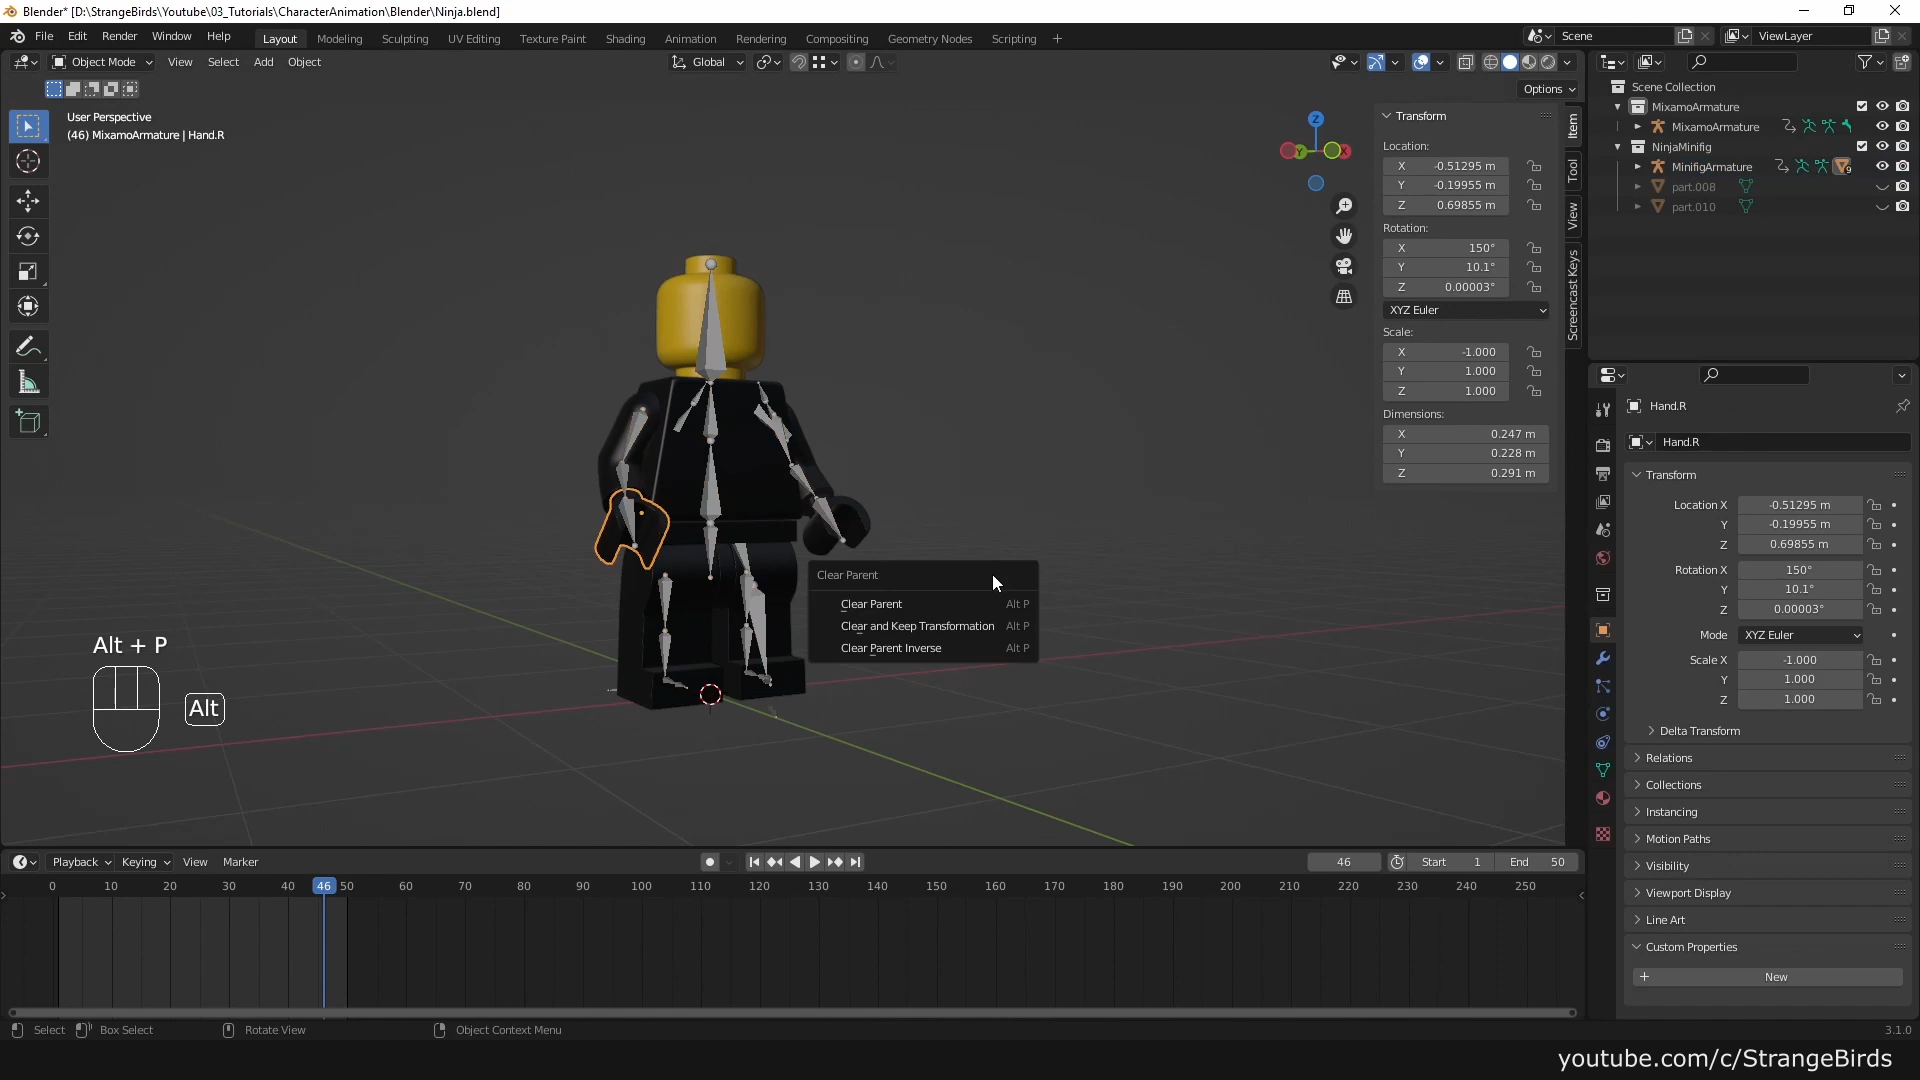 Blender* [D:\StrangeBirds\Youtube\03_Tutorials\CharacterAnimation\Blender\Ninja.blend]
File Edit Render Window Help Layout Modeling Sculpting UV Editing Texture Paint Shading Animation Rendering Compositing Geometry Nodes Scripting + Scene ViewLayer
Object Mode View Select Add Object Global
Options
User Perspective
(46) MixamoArmature | Hand.R
Z
Y
X
Transform
Location:
X -0.51295 m
Y -0.19955 m
Z 0.69855 m
Rotation:
X 150°
Y 10.1°
Z 0.00003°
XYZ Euler
Scale:
X -1.000
Y 1.000
Z 1.000
Dimensions:
X 0.247 m
Y 0.228 m
Z 0.291 m
Item
Tool
View
Screencast Keys
Scene Collection
MixamoArmature
MixamoArmature
NinjaMinifig
MinifigArmature 9
part.008
part.010
Hand.R
Hand.R
Transform
Location X -0.51295 m
Y -0.19955 m
Z 0.69855 m
Rotation X 150°
Y 10.1°
Z 0.00003°
Mode XYZ Euler
Scale X -1.000
Y 1.000
Z 1.000
Delta Transform
Relations
Collections
Instancing
Motion Paths
Visibility
Viewport Display
Line Art
Custom Properties
+ New
Clear Parent
Clear Parent Alt P
Clear and Keep Transformation Alt P
Clear Parent Inverse Alt P
Alt + P
Alt
Playback Keying View Marker 46 Start 1 End 50
0 10 20 30 40 46 50 60 70 80 90 100 110 120 130 140 150 160 170 180 190 200 210 220 230 240 250
Select Box Select Rotate View Object Context Menu 3.1.0
youtube.com/c/StrangeBirds